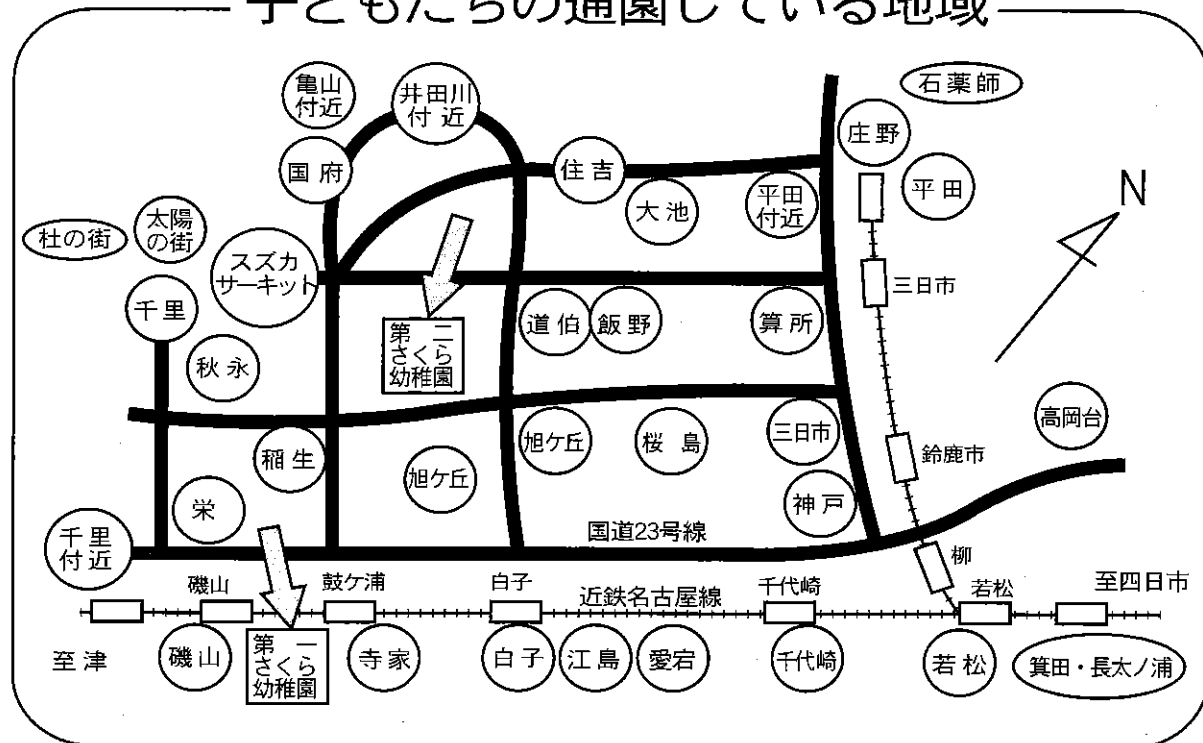 子どもたちの通園している地域
亀山
付近
井田川
付近
石薬師
庄野
国府
住吉
平田
大池
平田
付近
N
杜の街
太陽
の街
スズカ
サーキット
三日市
千里
第二
さくら
幼稚園
道伯
飯野
算所
秋永
高岡台
稲生
旭ケ丘
旭ケ丘
桜島
三日市
鈴鹿市
栄
神戸
千里
付近
国道23号線
柳
磯山
鼓ケ浦
白子
近鉄名古屋線
千代崎
若松
至四日市
至津
磯山
第一
さくら
幼稚園
寺家
白子
江島
愛宕
千代崎
若松
箕田・長太ノ浦